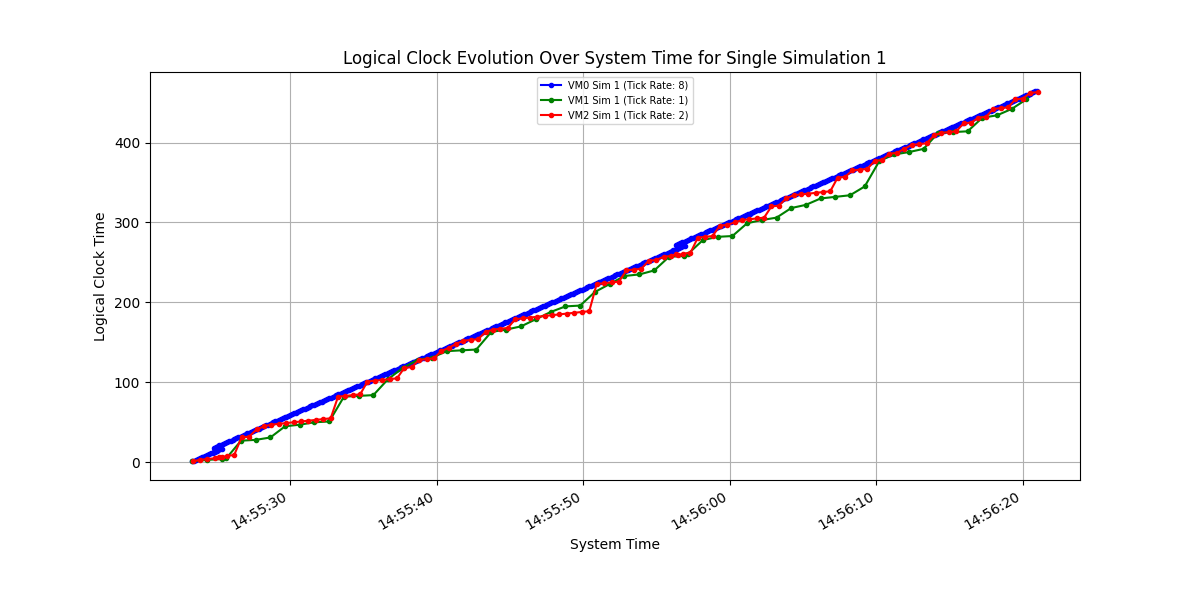 Logical Clock Evolution Over System Time for Single Simulation 1
VM0 Sim 1 (Tick Rate: 8)
VM1 Sim 1 (Tick Rate: 1)
VM2 Sim 1 (Tick Rate: 2)
Logical Clock Time
400
300
200
100
0
14:55:30
14:55:40
14:55:50
14:56:00
14:56:10
14:56:20
System Time